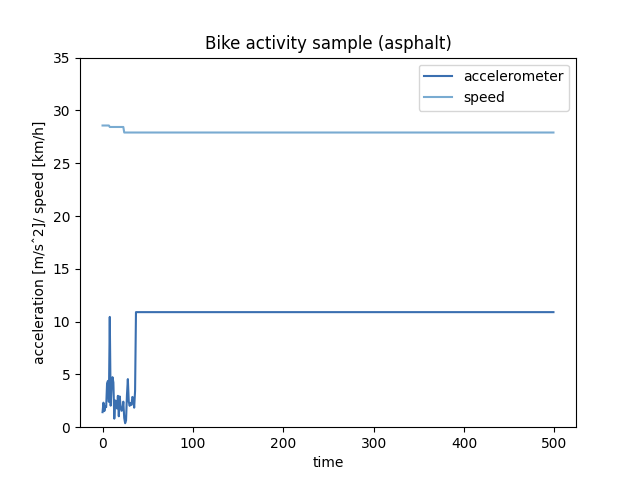 Bike activity sample (asphalt)
accelerometer
speed
acceleration [m/sˆ2]/ speed [km/h]
35
30
25
20
15
10
5
0
0 100 200 300 400 500
time